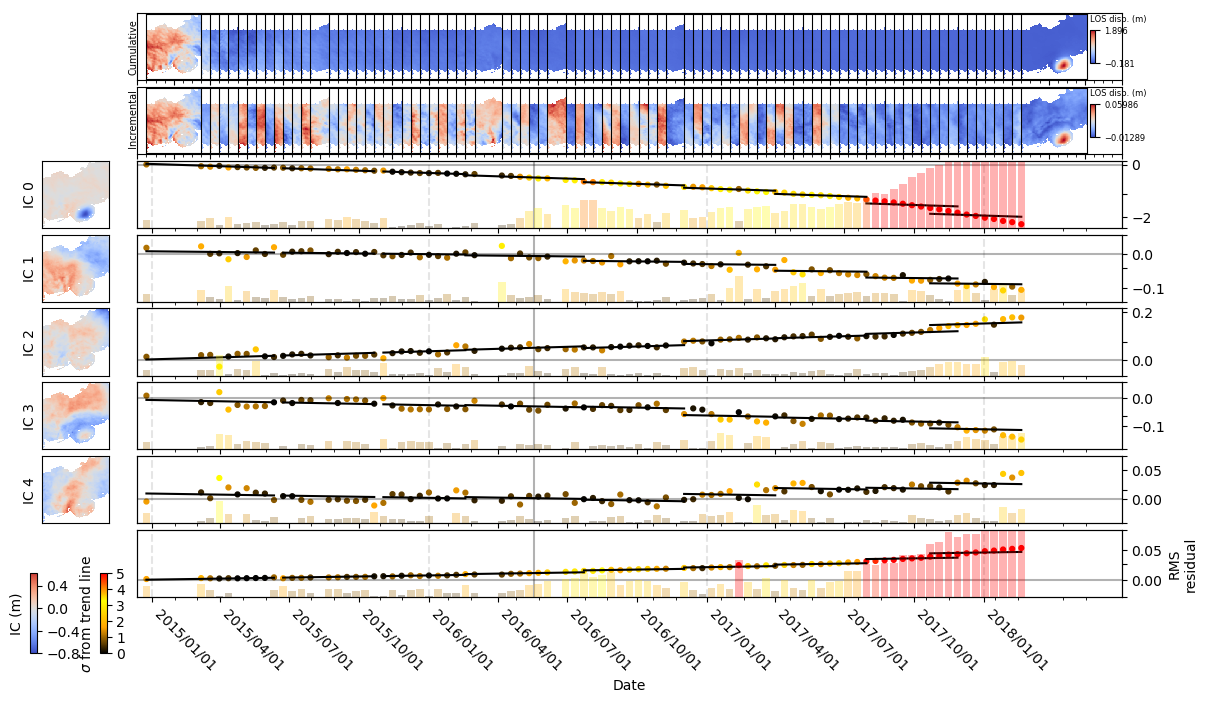 Cumulative
LOS disp. (m)
1.896
−0.181
Incremental
LOS disp. (m)
0.05986
−0.01289
IC 0
0
−2
IC 1
0.0
−0.1
IC 2
0.2
0.0
IC 3
0.0
−0.1
IC 4
0.05
0.00
0.05
0.00
RMS
residual
IC (m)
0.4
0.0
−0.4
−0.8
σ from trend line
5
4
3
2
1
0
2015/01/01
2015/04/01
2015/07/01
2015/10/01
2016/01/01
2016/04/01
2016/07/01
2016/10/01
2017/01/01
2017/04/01
2017/07/01
2017/10/01
2018/01/01
Date